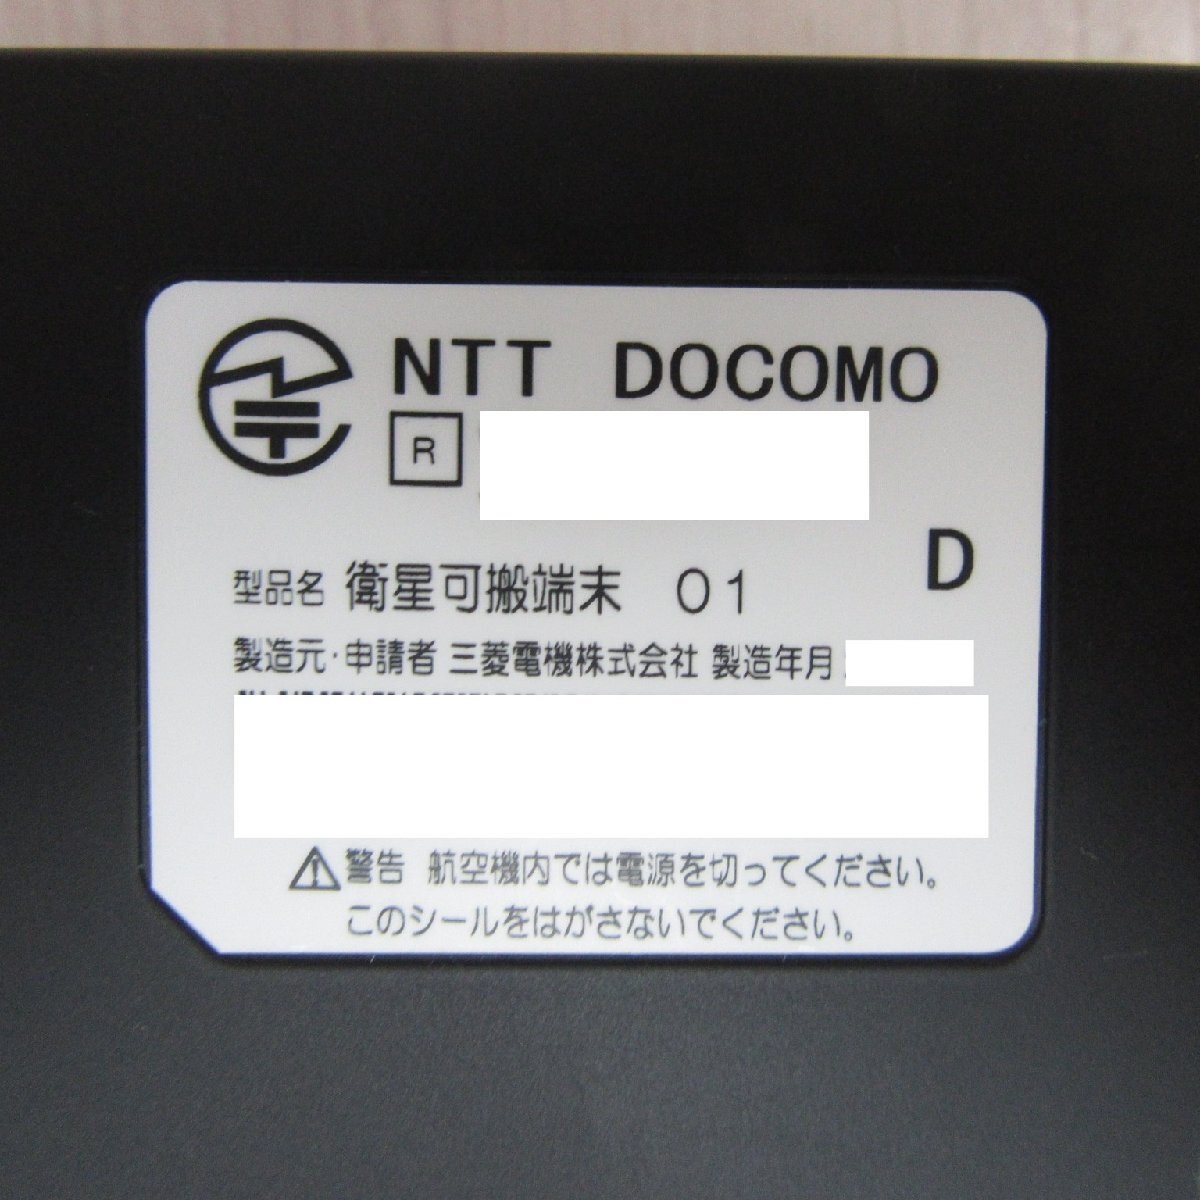 NTT DOCOMO
R
D
型品名 衛星可搬端末 01
製造元・申請者 三菱電機株式会社 製造年月
警告 航空機内では電源を切ってください。
このシールをはがさないでください。